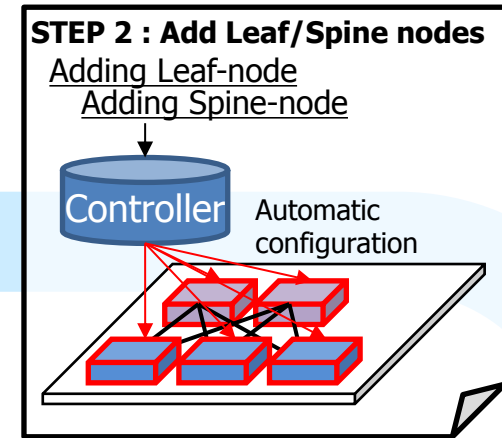 STEP 2 : Add Leaf/Spine nodes
Adding Leaf-node
Adding Spine-node
Controller
Automatic
configuration